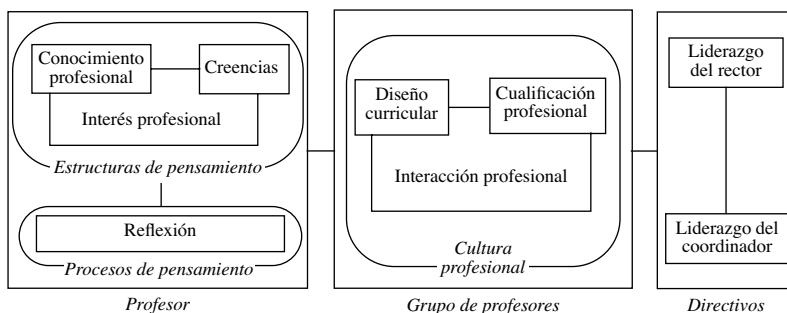 Conocimiento
profesional
Creencias
Interés profesional
Estructuras de pensamiento
Reflexión
Procesos de pensamiento
Profesor
Diseño
curricular
Cualificación
profesional
Interacción profesional
Cultura
profesional
Grupo de profesores
Liderazgo
del rector
Liderazgo del
coordinador
Directivos